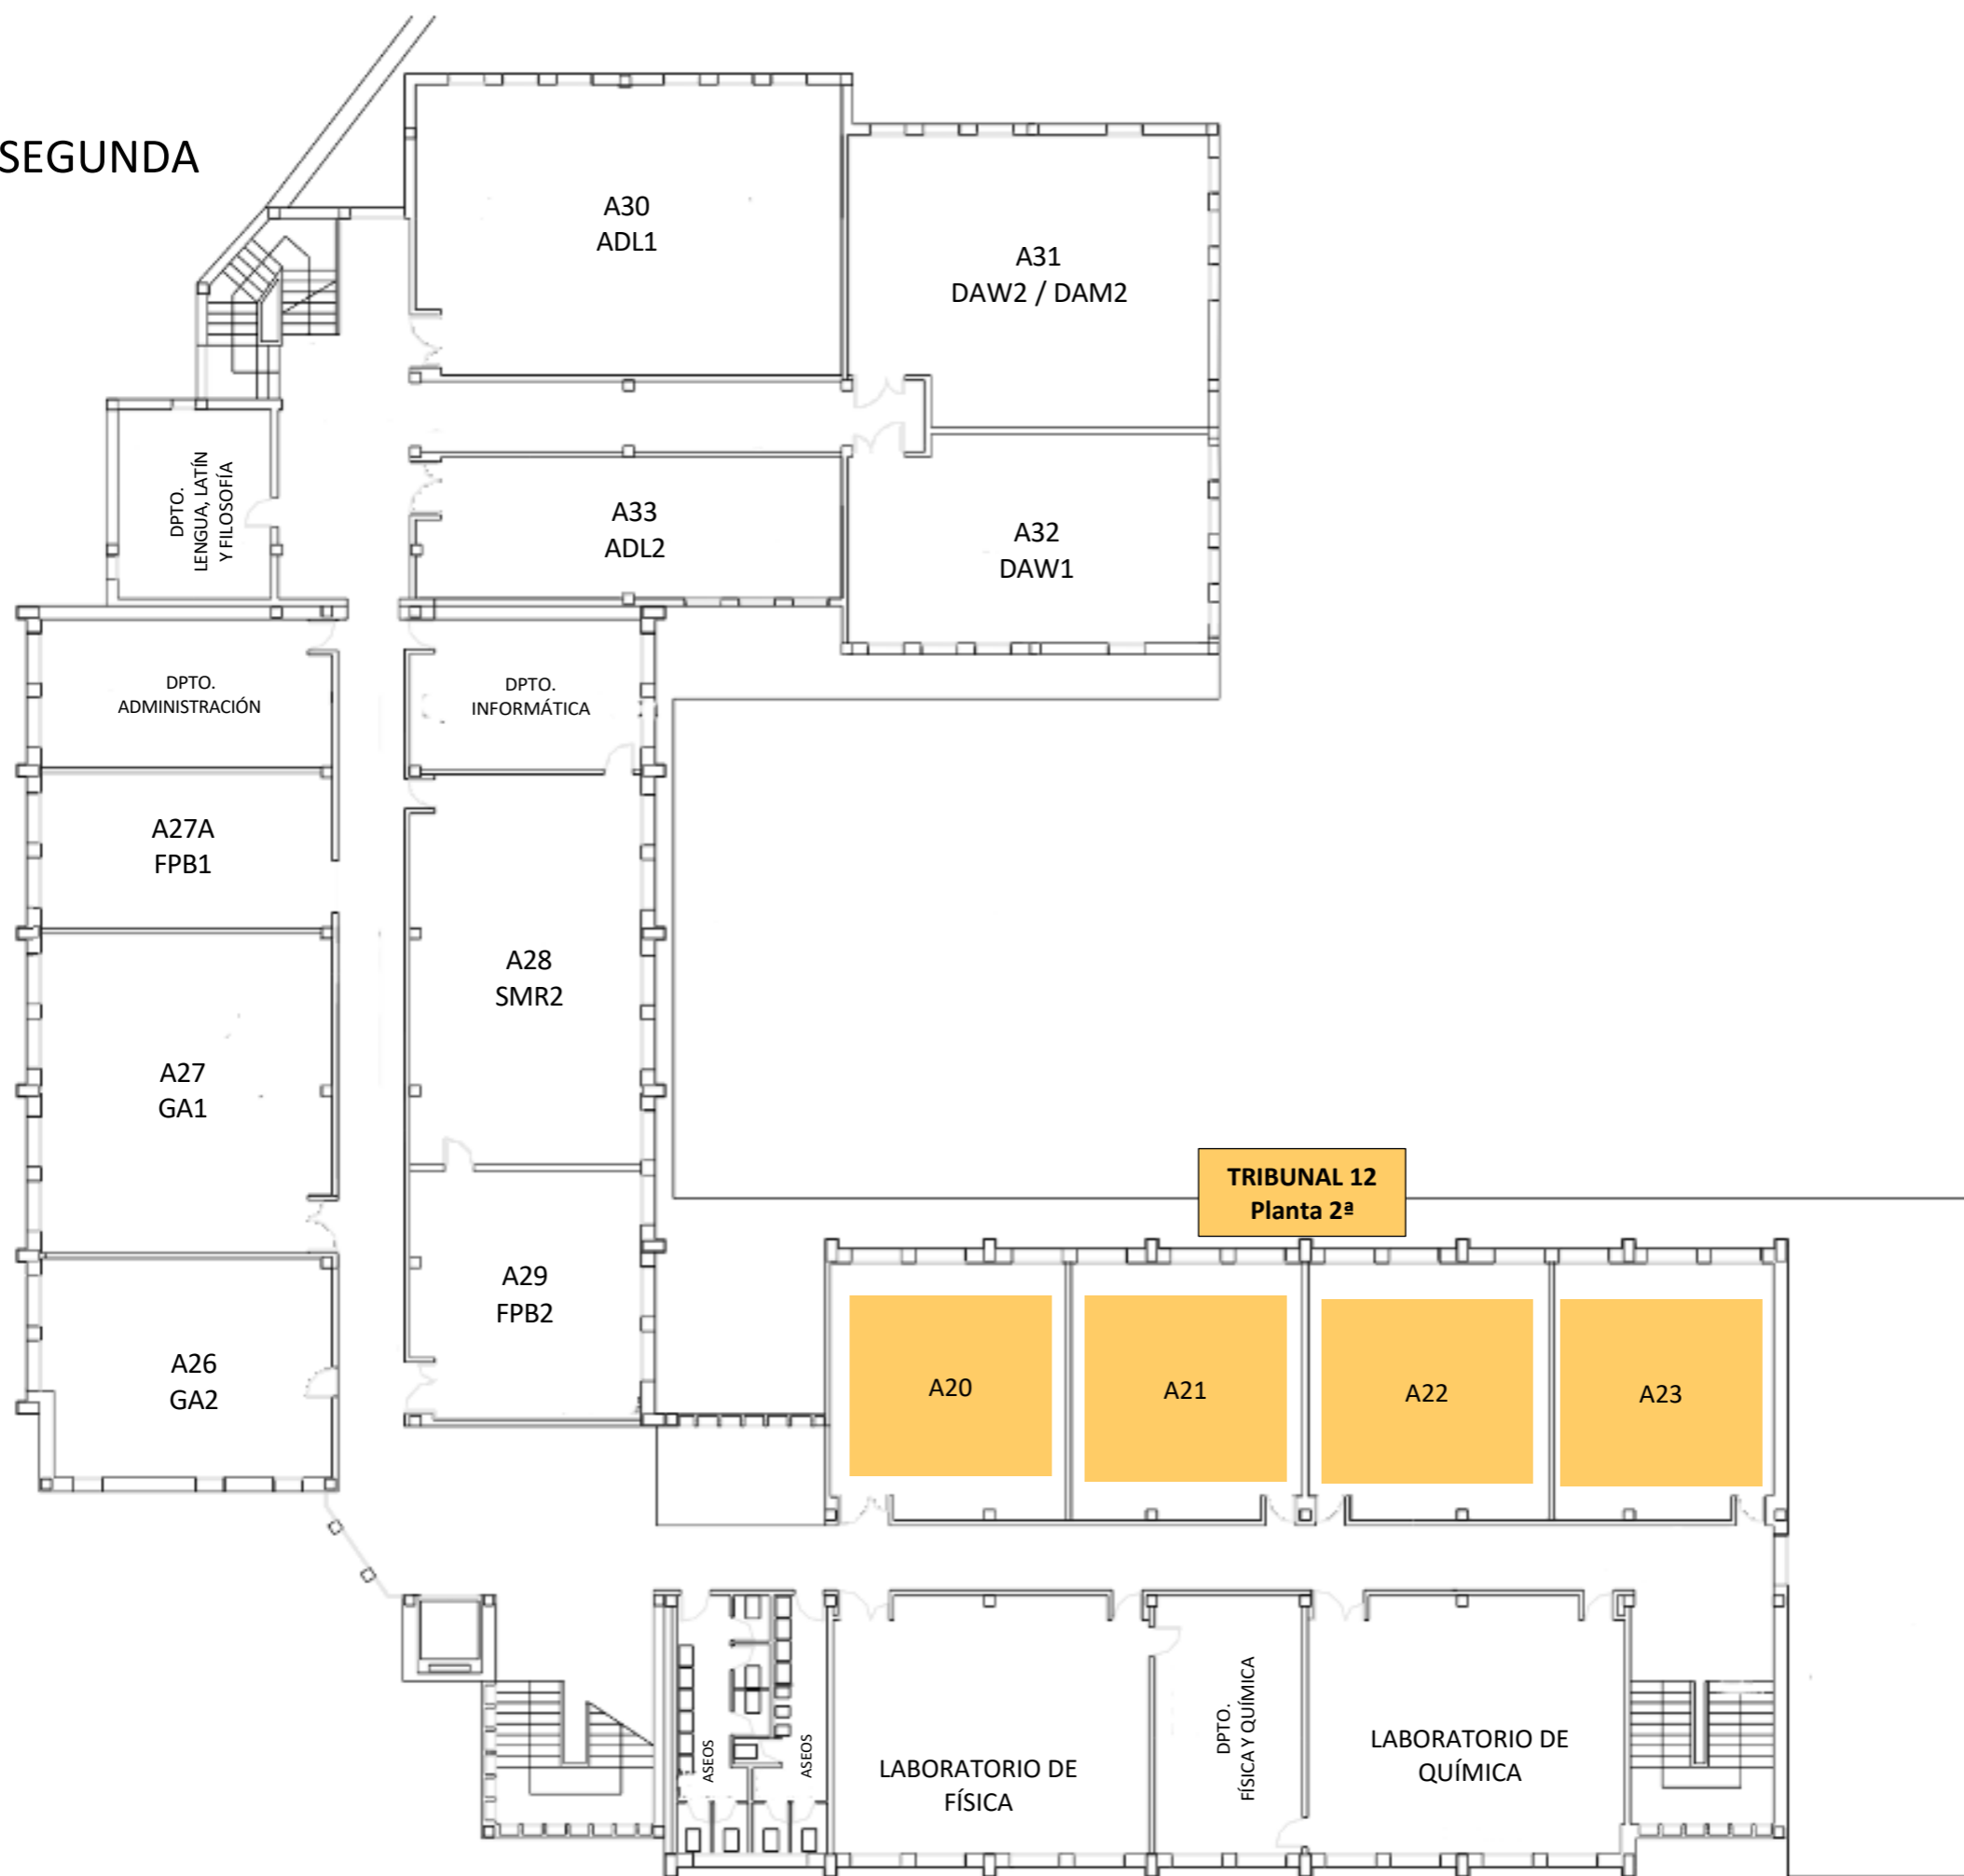 SEGUNDA
A30
ADL1
A31
DAW2 / DAM2
DPTO.
LENGUA, LATÍN
Y FILOSOFÍA
A33
ADL2
A32
DAW1
DPTO.
ADMINISTRACIÓN
DPTO.
INFORMÁTICA
A27A
FPB1
A28
SMR2
A27
GA1
TRIBUNAL 12
Planta 2ª
A29
FPB2
A26
GA2
A20
A21
A22
A23
ASEOS
ASEOS
LABORATORIO DE
FÍSICA
DPTO.
FÍSICA Y QUÍMICA
LABORATORIO DE
QUÍMICA